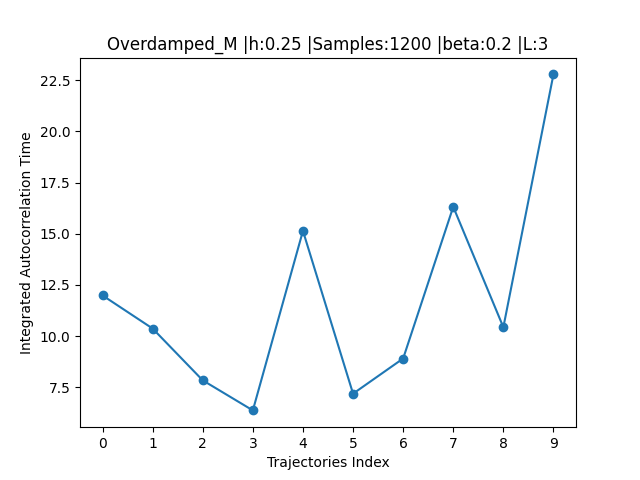 Overdamped_M |h:0.25 |Samples:1200 |beta:0.2 |L:3
Integrated Autocorrelation Time
22.5
20.0
17.5
15.0
12.5
10.0
7.5
0 1 2 3 4 5 6 7 8 9
Trajectories Index